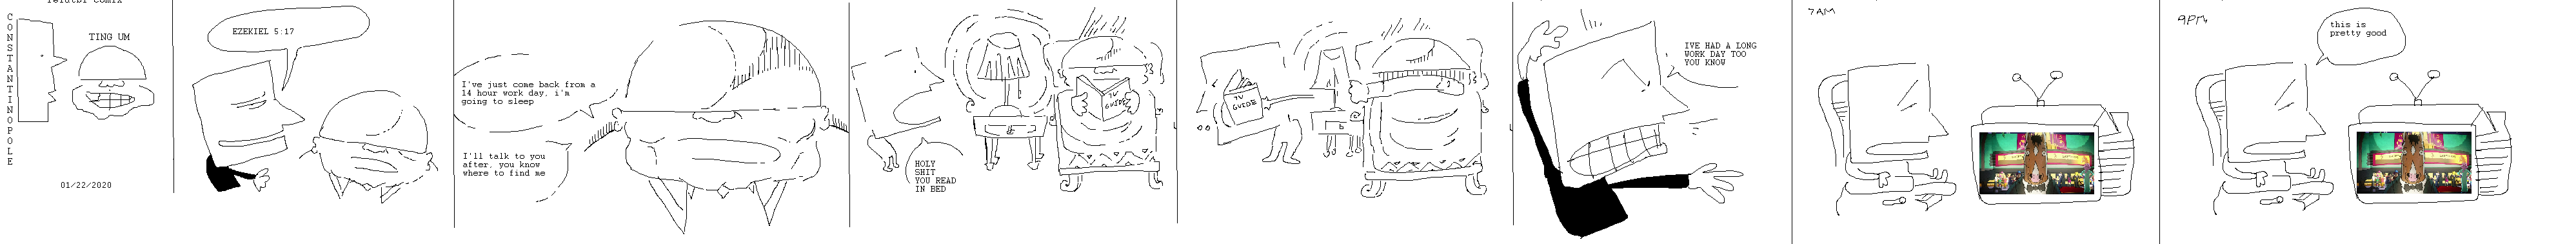 CONSTANTINOPOLE
TING UM
01/22/2020
EZEKIEL 5:17
I've just come back from a
14 hour work day, i'm
going to sleep
I'll talk to you
after, you know
where to find me
HOLY
SHIT
YOU READ
IN BED
TV
GUIDE
TV
GUIDE
IVE HAD A LONG
WORK DAY TOO
YOU KNOW
7AM
9PM
this is
pretty good